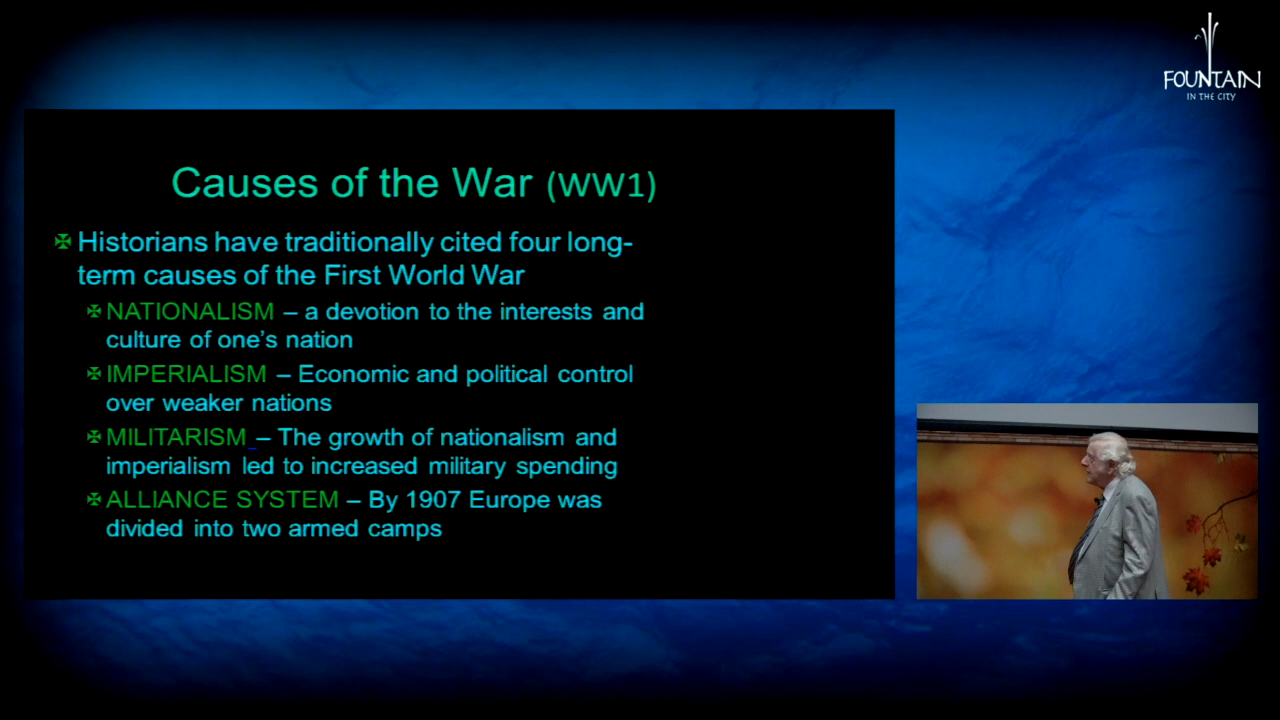 FOUNTAIN
IN THE CITY
Causes of the War (WW1)
Historians have traditionally cited four long-
term causes of the First World War
NATIONALISM – a devotion to the interests and
culture of one’s nation
IMPERIALISM – Economic and political control
over weaker nations
MILITARISM – The growth of nationalism and
imperialism led to increased military spending
ALLIANCE SYSTEM – By 1907 Europe was
divided into two armed camps